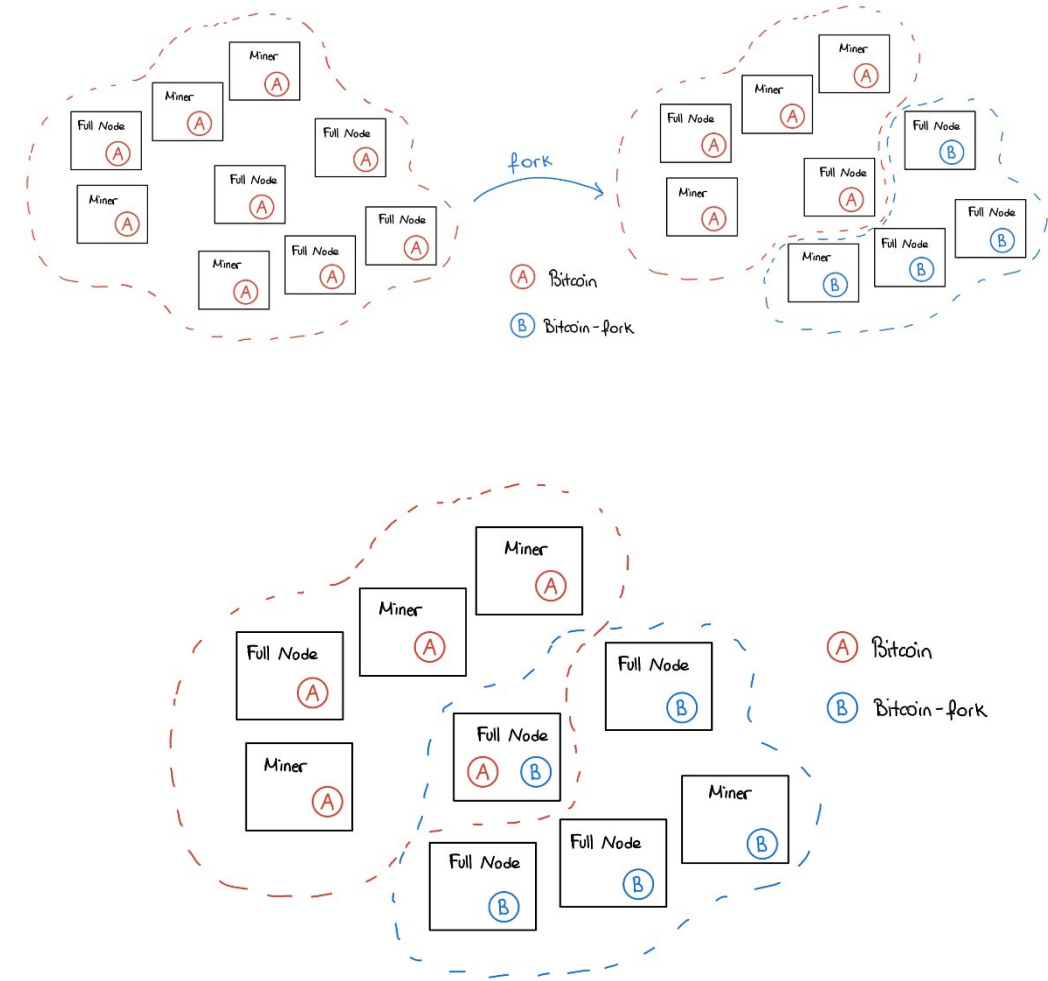 Miner
A
Miner
A
Full Node
A
Full Node
A
Full Node
A
Miner
A
Full Node
A
Full Node
A
Miner
A
fork
A Bitcoin
B Bitcoin-fork
Miner
A
Miner
A
Full Node
A
Full Node
B
Full Node
A
Miner
A
Full Node
B
Full Node
B
Miner
B
Miner
A
Miner
A
Full Node
A
Full Node
B
Miner
A
Full Node
A B
Miner
B
Full Node
B
Full Node
B
A Bitcoin
B Bitcoin-fork